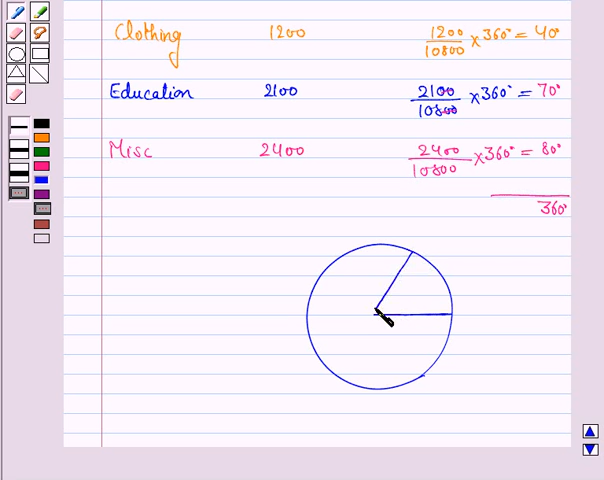 Clothing 1200 1200/10800 × 360° = 40°
Education 2100 2100/10800 × 360° = 70°
Misc 2400 2400/10800 × 360° = 80°
360°